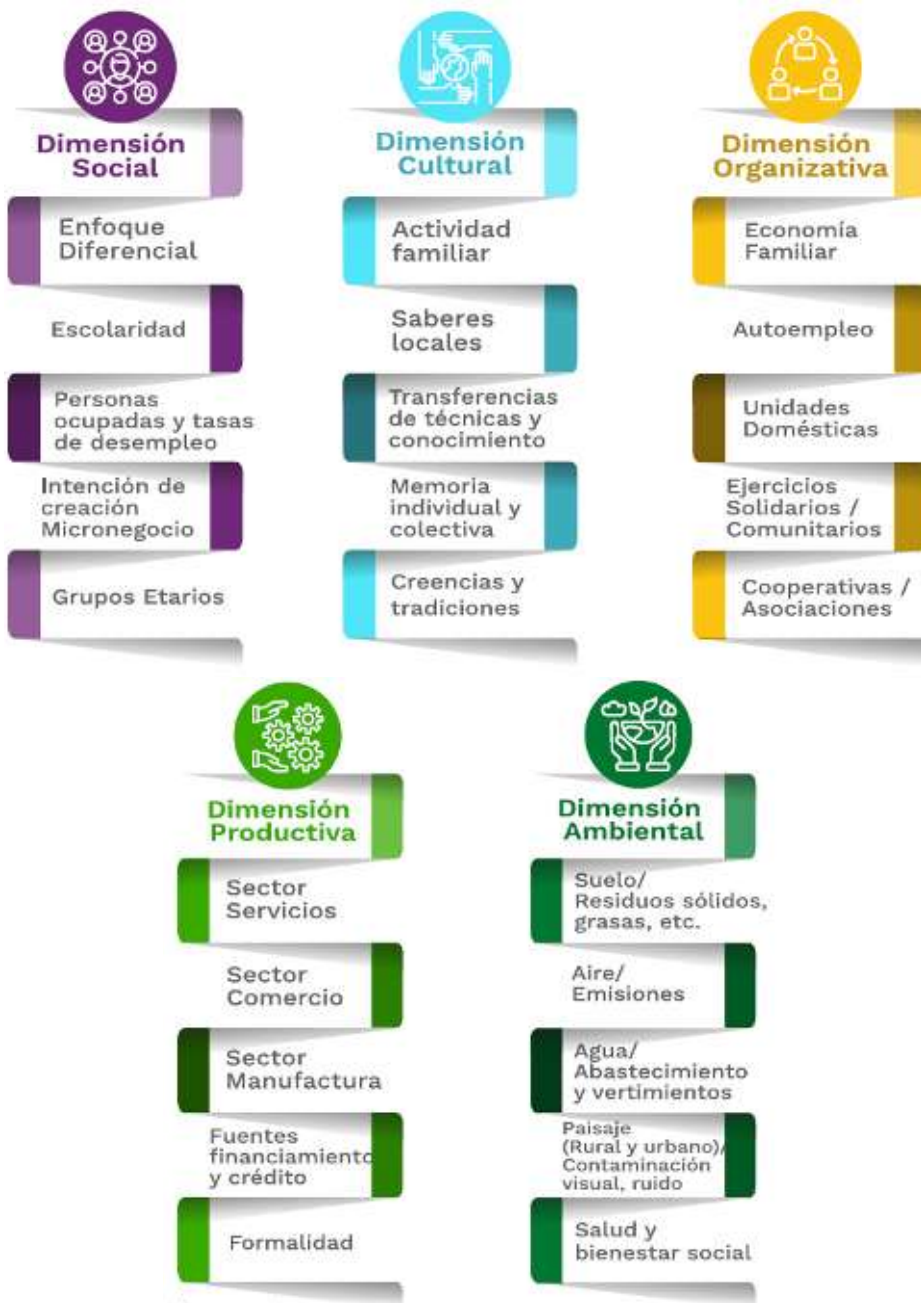 Dimensión
Social
Enfoque
Diferencial
Escolaridad
Personas
ocupadas y tasas
de desempleo
Intención de
creación
Micronegocio
Grupos Etarios
Dimensión
Cultural
Actividad
familiar
Saberes
locales
Transferencias
de técnicas y
conocimiento
Memoria
individual y
colectiva
Creencias y
tradiciones
Dimensión
Organizativa
Economía
Familiar
Autoempleo
Unidades
Domésticas
Ejercicios
Solidarios /
Comunitarios
Cooperativas /
Asociaciones
Dimensión
Productiva
Sector
Servicios
Sector
Comercio
Sector
Manufactura
Fuentes
financiamiento
y crédito
Formalidad
Dimensión
Ambiental
Suelo/
Residuos sólidos,
grasas, etc.
Aire/
Emisiones
Agua/
Abastecimiento
y vertimientos
Paisaje
(Rural y urbano)/
Contaminación
visual, ruido
Salud y
bienestar social